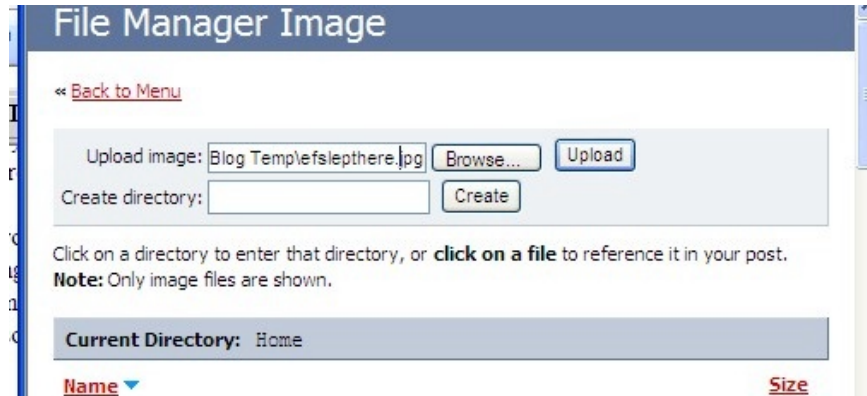 File Manager Image
« Back to Menu
Upload image: Blog Temp\efslepthere.jpg Browse... Upload
Create directory: Create
Click on a directory to enter that directory, or click on a file to reference it in your post.
Note: Only image files are shown.
Current Directory: Home
Name Size